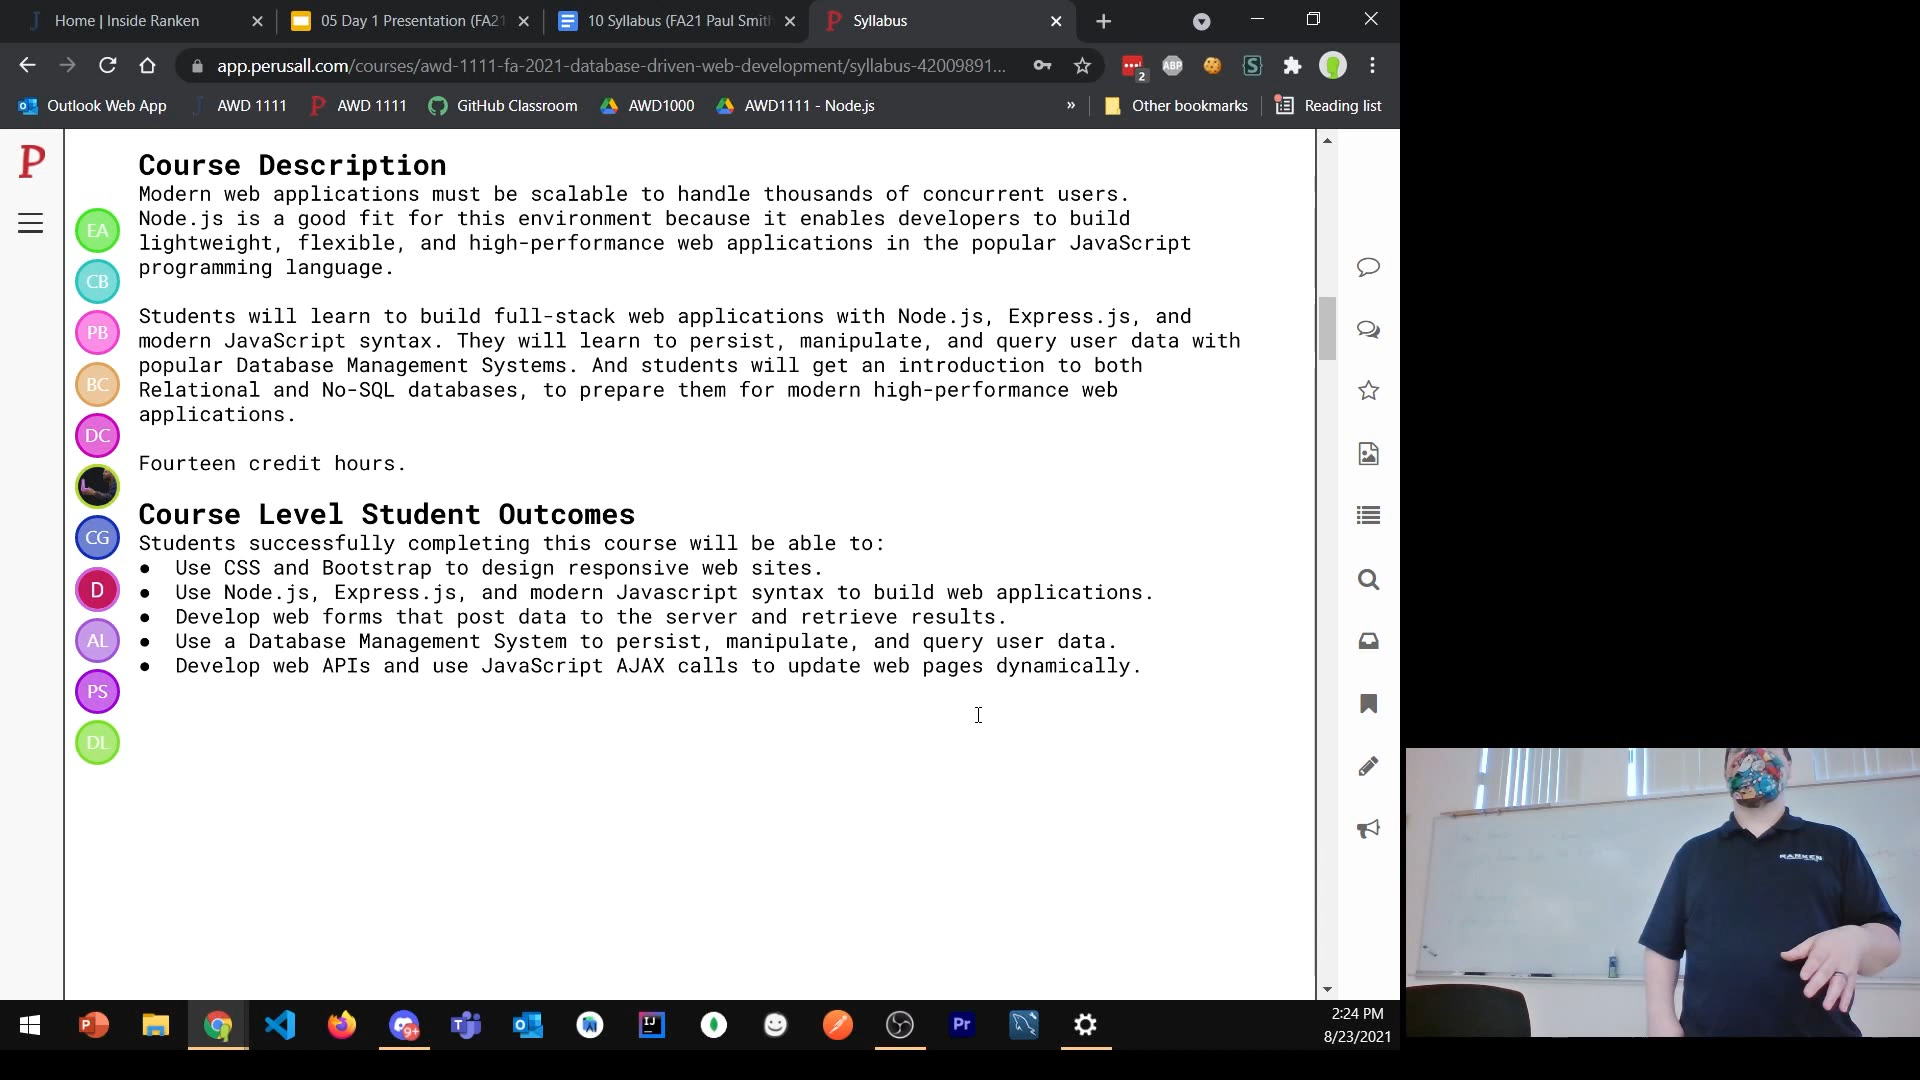 Home | Inside Ranken
05 Day 1 Presentation (FA21
10 Syllabus (FA21 Paul Smith
Syllabus
app.perusall.com/courses/awd-1111-fa-2021-database-driven-web-development/syllabus-42009891...
2
ABP
S
Outlook Web App
AWD 1111
AWD 1111
GitHub Classroom
AWD1000
AWD1111 - Node.js
»
Other bookmarks
Reading list
P
Course Description
Modern web applications must be scalable to handle thousands of concurrent users.
Node.js is a good fit for this environment because it enables developers to build
lightweight, flexible, and high-performance web applications in the popular JavaScript
programming language.
Students will learn to build full-stack web applications with Node.js, Express.js, and
modern JavaScript syntax. They will learn to persist, manipulate, and query user data with
popular Database Management Systems. And students will get an introduction to both
Relational and No-SQL databases, to prepare them for modern high-performance web
applications.
Fourteen credit hours.
Course Level Student Outcomes
Students successfully completing this course will be able to:
● Use CSS and Bootstrap to design responsive web sites.
● Use Node.js, Express.js, and modern Javascript syntax to build web applications.
● Develop web forms that post data to the server and retrieve results.
● Use a Database Management System to persist, manipulate, and query user data.
● Develop web APIs and use JavaScript AJAX calls to update web pages dynamically.
EA
CB
PB
BC
DC
CG
D
AL
PS
DL
RANKEN
9+
IJ
Pr
2:24 PM
8/23/2021